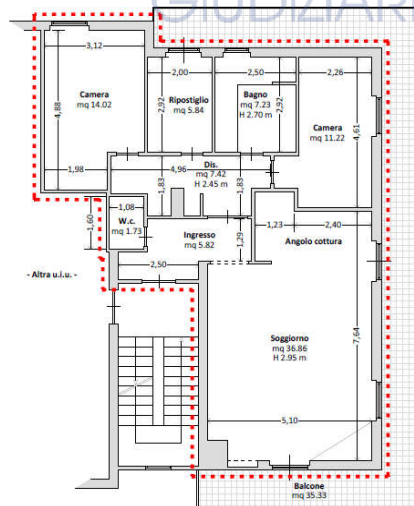 GIUDIZIARI
3,12
Camera
mq 14.02
4,88
1,98
2,00
Ripostiglio
mq 5.84
2,92
2,50
Bagno
mq 7.23
H 2.70 m
2,92
2,26
Camera
mq 11.22
4,61
4,96
Dis.
mq 7.42
H 2.45 m
1,83
1,83
1,08
W.c.
mq 1.73
1,60
Ingresso
mq 5.82
1,29
2,50
1,23
2,40
Angolo cottura
- Altra u.i.u. -
Soggiorno
mq 36.86
H 2.95 m
7,64
5,10
Balcone
mq 35.33